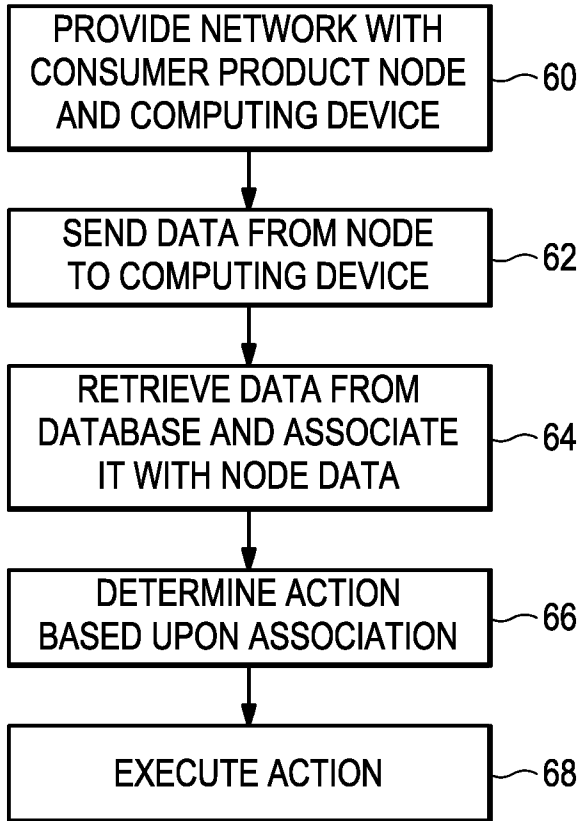 PROVIDE NETWORK WITH
CONSUMER PRODUCT NODE
AND COMPUTING DEVICE
60
SEND DATA FROM NODE
TO COMPUTING DEVICE
62
RETRIEVE DATA FROM
DATABASE AND ASSOCIATE
IT WITH NODE DATA
64
DETERMINE ACTION
BASED UPON ASSOCIATION
66
EXECUTE ACTION
68